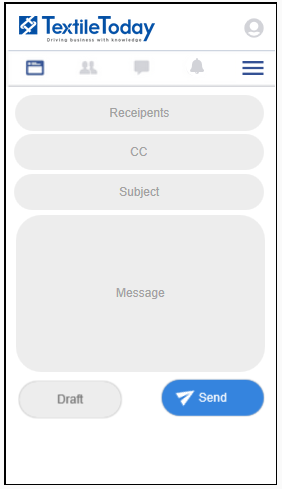 TextileToday
Driving business with knowledge
Receipents
CC
Subject
Message
Draft
Send